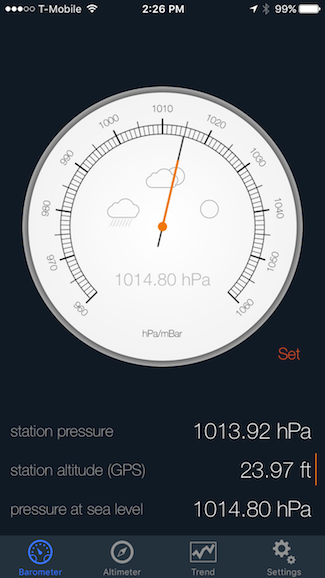 T-Mobile 2:26 PM 99%
1010
1000 1020
990 1030
980 1040
970 1050
960 1060
1014.80 hPa
hPa/mBar
Set
station pressure 1013.92 hPa
station altitude (GPS) 23.97 ft
pressure at sea level 1014.80 hPa
Barometer Altimeter Trend Settings